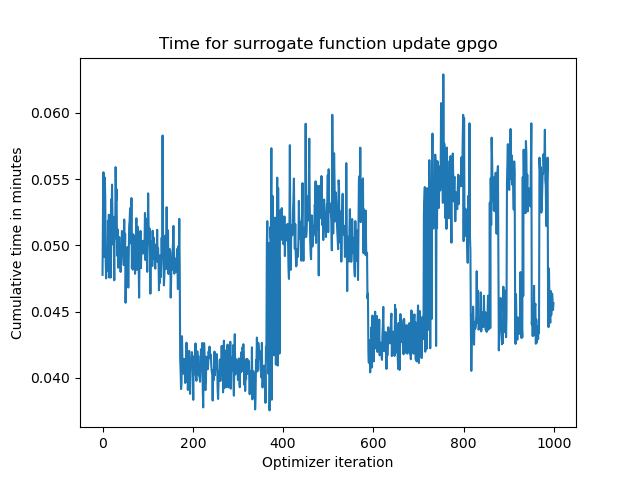 Time for surrogate function update gpgo
0.060
0.055
0.050
0.045
0.040
Cumulative time in minutes
0 200 400 600 800 1000
Optimizer iteration